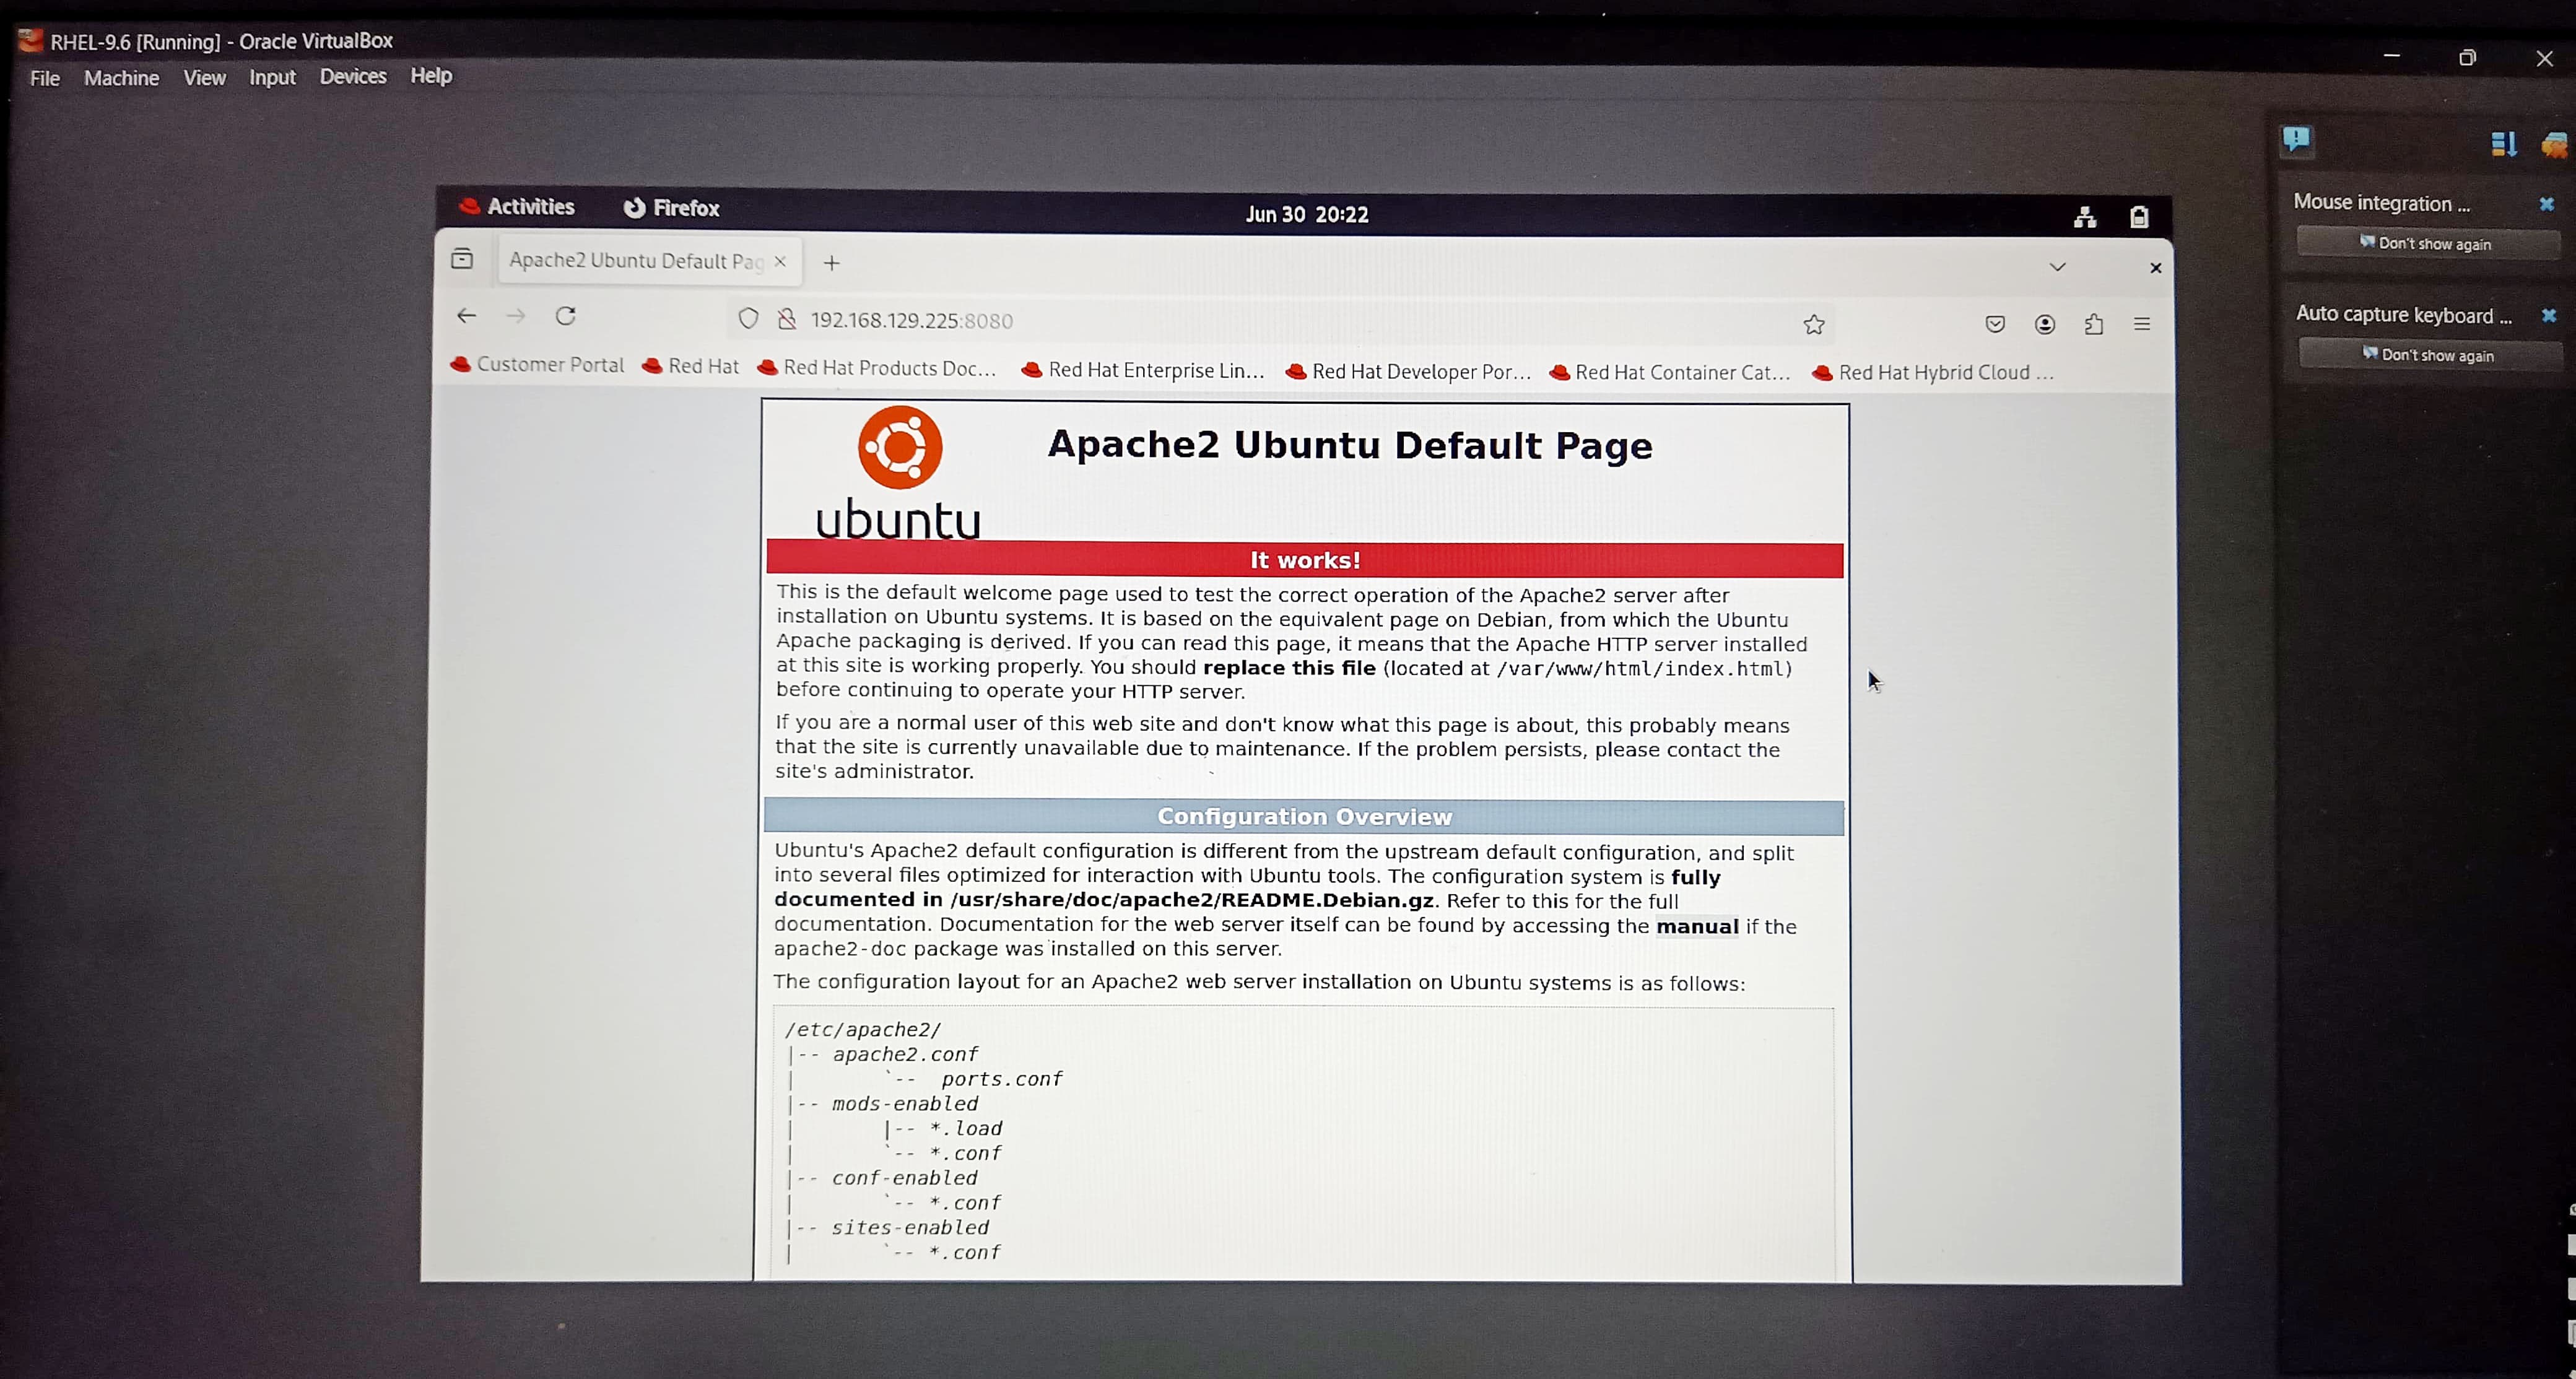 RHEL-9.6 [Running] - Oracle VirtualBox
File Machine View Input Devices Help
Mouse integration ...
Don't show again
Auto capture keyboard ...
Don't show again
Activities Firefox Jun 30 20:22
Apache2 Ubuntu Default Pag
192.168.129.225:8080
Customer Portal Red Hat Red Hat Products Doc... Red Hat Enterprise Lin... Red Hat Developer Por... Red Hat Container Cat... Red Hat Hybrid Cloud ...
ubuntu
Apache2 Ubuntu Default Page
It works!
This is the default welcome page used to test the correct operation of the Apache2 server after
installation on Ubuntu systems. It is based on the equivalent page on Debian, from which the Ubuntu
Apache packaging is derived. If you can read this page, it means that the Apache HTTP server installed
at this site is working properly. You should replace this file (located at /var/www/html/index.html)
before continuing to operate your HTTP server.
If you are a normal user of this web site and don't know what this page is about, this probably means
that the site is currently unavailable due to maintenance. If the problem persists, please contact the
site's administrator.
Configuration Overview
Ubuntu's Apache2 default configuration is different from the upstream default configuration, and split
into several files optimized for interaction with Ubuntu tools. The configuration system is fully
documented in /usr/share/doc/apache2/README.Debian.gz. Refer to this for the full
documentation. Documentation for the web server itself can be found by accessing the manual if the
apache2-doc package was installed on this server.
The configuration layout for an Apache2 web server installation on Ubuntu systems is as follows:
/etc/apache2/
|-- apache2.conf
|       `--  ports.conf
|-- mods-enabled
|       |-- *.load
|       `-- *.conf
|-- conf-enabled
|       `-- *.conf
|-- sites-enabled
|       `-- *.conf